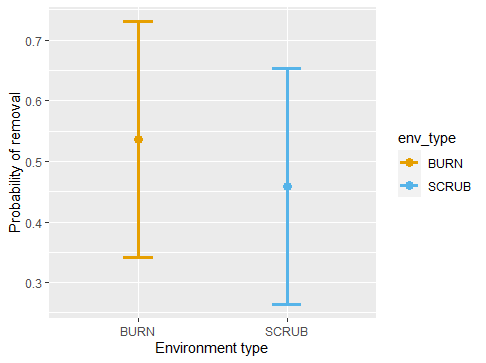 Probability of removal
0.7
0.6
0.5
0.4
0.3
BURN
SCRUB
Environment type
env_type
BURN
SCRUB